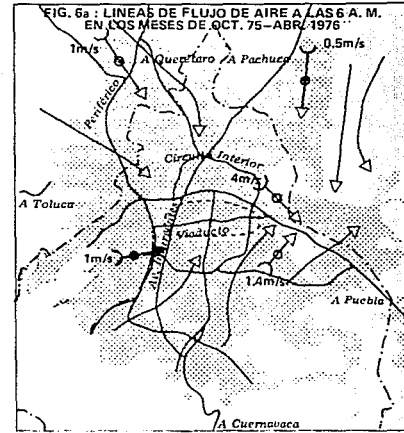 FIG. 6a : LINEAS DE FLUJO DE AIRE A LAS 6 A. M.
EN LOS MESES DE OCT. 75–ABR. 1976
1m/s
A Querétaro
A Pachuca
0.5m/s
Periférico
Circuito Interior
4m/s
A Toluca
Viaducto
1m/s
1.4m/s
A Puebla
A Cuernavaca